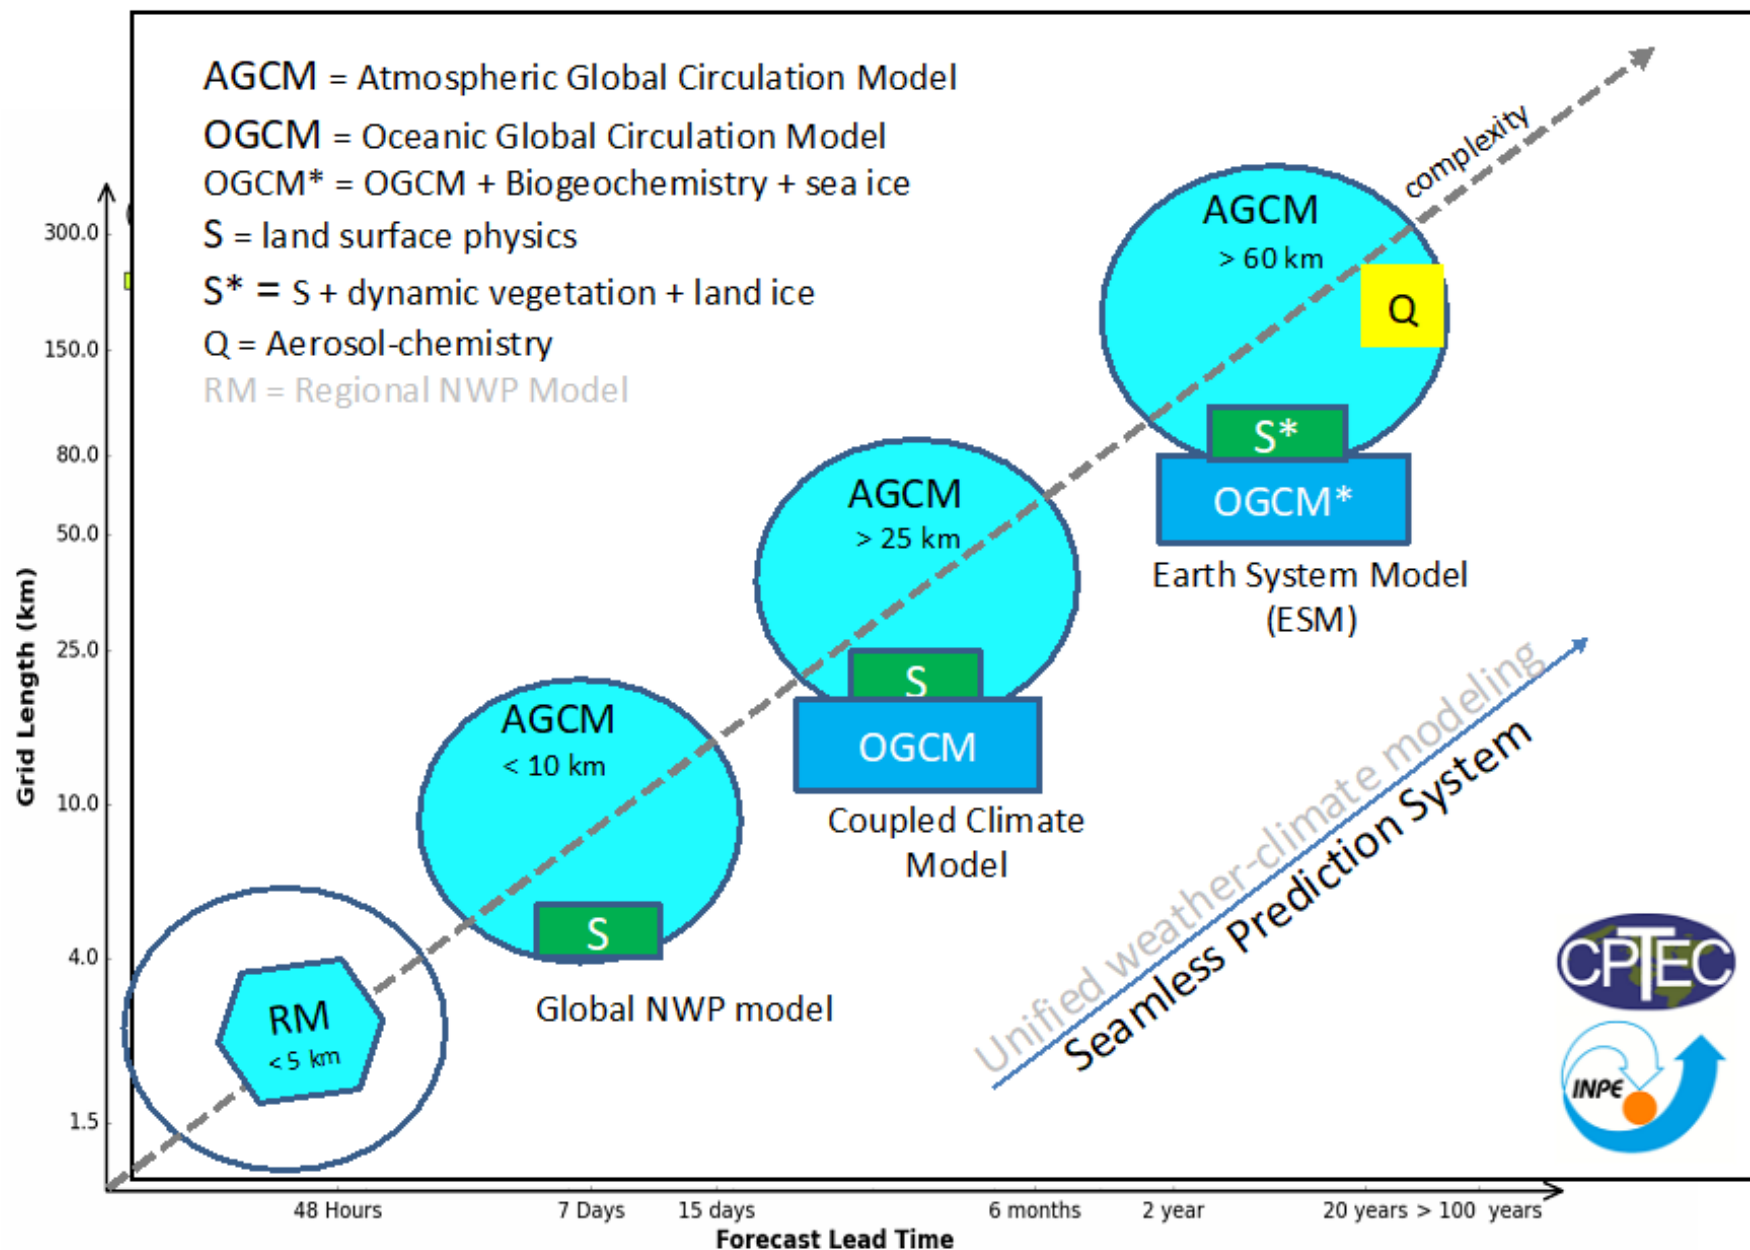 AGCM = Atmospheric Global Circulation Model
OGCM = Oceanic Global Circulation Model
OGCM* = OGCM + Biogeochemistry + sea ice
S = land surface physics
S* = S + dynamic vegetation + land ice
Q = Aerosol-chemistry
RM = Regional NWP Model
complexity
AGCM
> 60 km
Q
S*
OGCM*
Earth System Model
(ESM)
AGCM
> 25 km
S
OGCM
Coupled Climate
Model
AGCM
< 10 km
S
Global NWP model
RM
< 5 km
Unified weather-climate modeling
Seamless Prediction System
CPTEC
INPE
Grid Length (km)
300.0
150.0
80.0
50.0
25.0
10.0
4.0
1.5
48 Hours 7 Days 15 days 6 months 2 year 20 years > 100 years
Forecast Lead Time